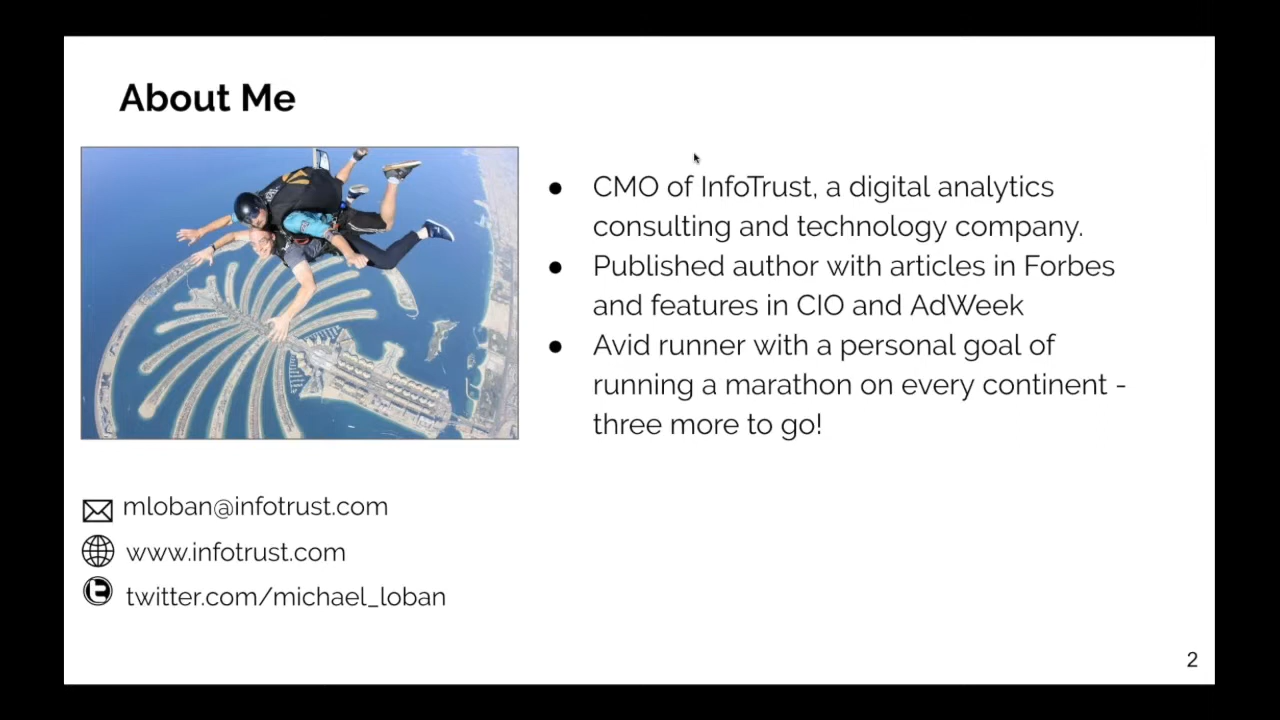 About Me
● CMO of InfoTrust, a digital analytics
consulting and technology company.
● Published author with articles in Forbes
and features in CIO and AdWeek
● Avid runner with a personal goal of
running a marathon on every continent -
three more to go!
mloban@infotrust.com
www.infotrust.com
twitter.com/michael_loban
2